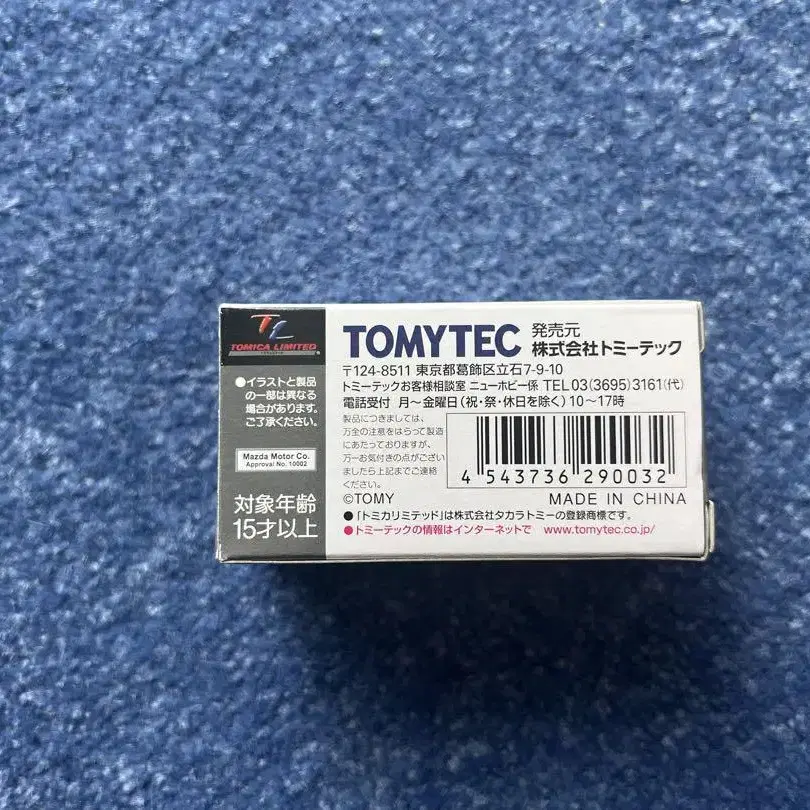 TL
TOMICA LIMITED
●イラストと製品
の一部は異なる
場合があります。
ご了承ください。
Mazda Motor Co.
Approval No. 10002
対象年齢
15才以上
TOMYTEC 発売元
株式会社トミーテック
〒124-8511 東京都葛飾区立石7-9-10
トミーテックお客様相談室 ニューホビー係 TEL 03(3695)3161(代)
電話受付 月〜金曜日(祝・祭・休日を除く)10〜17時
製品につきましては、
万全の注意をはらって製造
にあたっておりますが、
万一お気付きの点がござい
ましたら上記までご連絡
ください。
4 543736 290032
©TOMY MADE IN CHINA
●「トミカリミテッド」は株式会社タカラトミーの登録商標です。
●トミーテックの情報はインターネットで www.tomytec.co.jp/